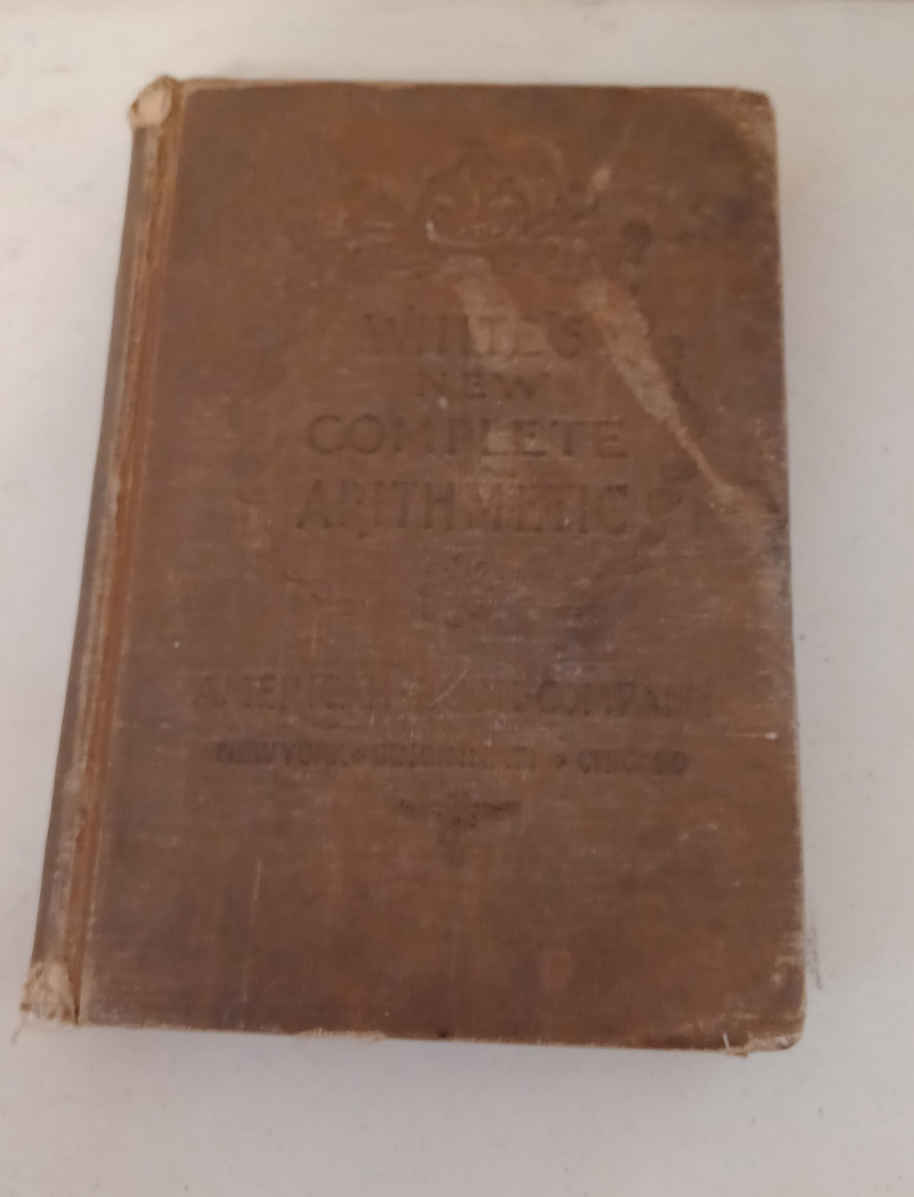 WHITE'S
NEW
COMPLETE
ARITHMETIC
AMERICAN BOOK COMPANY
NEW YORK • CINCINNATI • CHICAGO